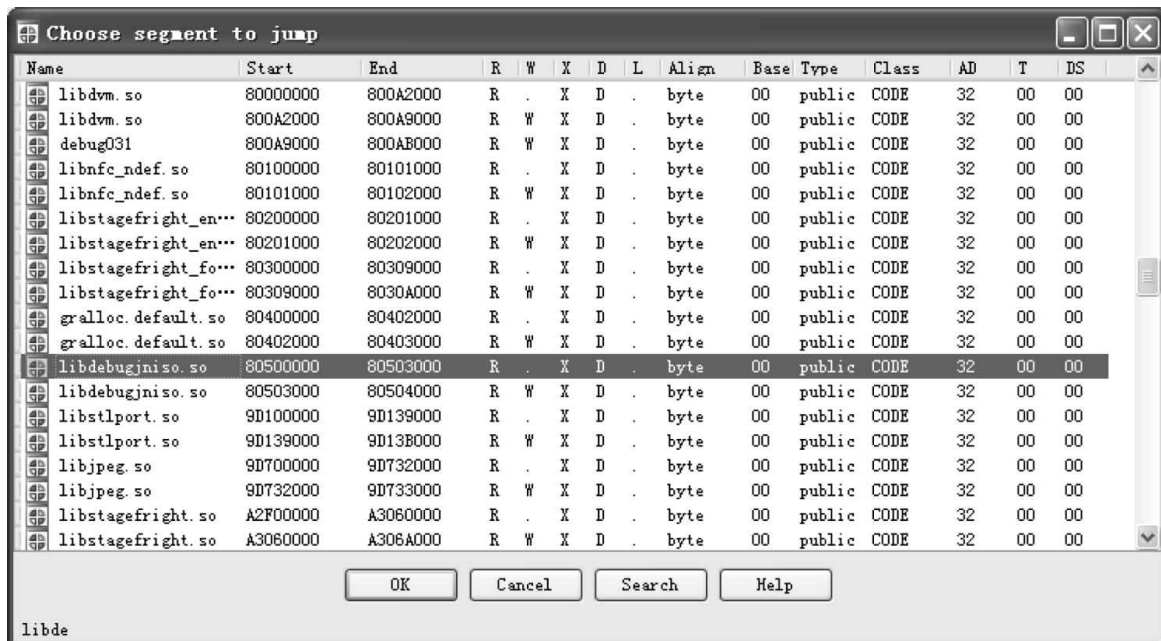 Choose segment to jump
Name Start End R W X D L Align Base Type Class AD T DS
libdvm.so 80000000 800A2000 R . X D . byte 00 public CODE 32 00 00
libdvm.so 800A2000 800A9000 R W X D . byte 00 public CODE 32 00 00
debug031 800A9000 800AB000 R W X D . byte 00 public CODE 32 00 00
libnfc_ndef.so 80100000 80101000 R . X D . byte 00 public CODE 32 00 00
libnfc_ndef.so 80101000 80102000 R W X D . byte 00 public CODE 32 00 00
libstagefright_en… 80200000 80201000 R . X D . byte 00 public CODE 32 00 00
libstagefright_en… 80201000 80202000 R W X D . byte 00 public CODE 32 00 00
libstagefright_fo… 80300000 80309000 R . X D . byte 00 public CODE 32 00 00
libstagefright_fo… 80309000 8030A000 R W X D . byte 00 public CODE 32 00 00
gralloc.default.so 80400000 80402000 R . X D . byte 00 public CODE 32 00 00
gralloc.default.so 80402000 80403000 R W X D . byte 00 public CODE 32 00 00
libdebugjniso.so 80500000 80503000 R . X D . byte 00 public CODE 32 00 00
libdebugjniso.so 80503000 80504000 R W X D . byte 00 public CODE 32 00 00
libstlport.so 9D100000 9D139000 R . X D . byte 00 public CODE 32 00 00
libstlport.so 9D139000 9D13B000 R W X D . byte 00 public CODE 32 00 00
libjpeg.so 9D700000 9D732000 R . X D . byte 00 public CODE 32 00 00
libjpeg.so 9D732000 9D733000 R W X D . byte 00 public CODE 32 00 00
libstagefright.so A2F00000 A3060000 R . X D . byte 00 public CODE 32 00 00
libstagefright.so A3060000 A306A000 R W X D . byte 00 public CODE 32 00 00
OK Cancel Search Help
libde